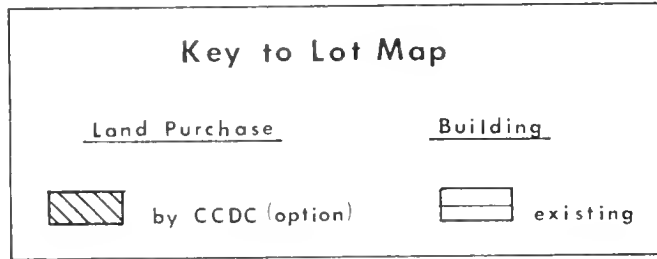 Key to Lot Map
Land Purchase
Building
by CCDC (option)
existing